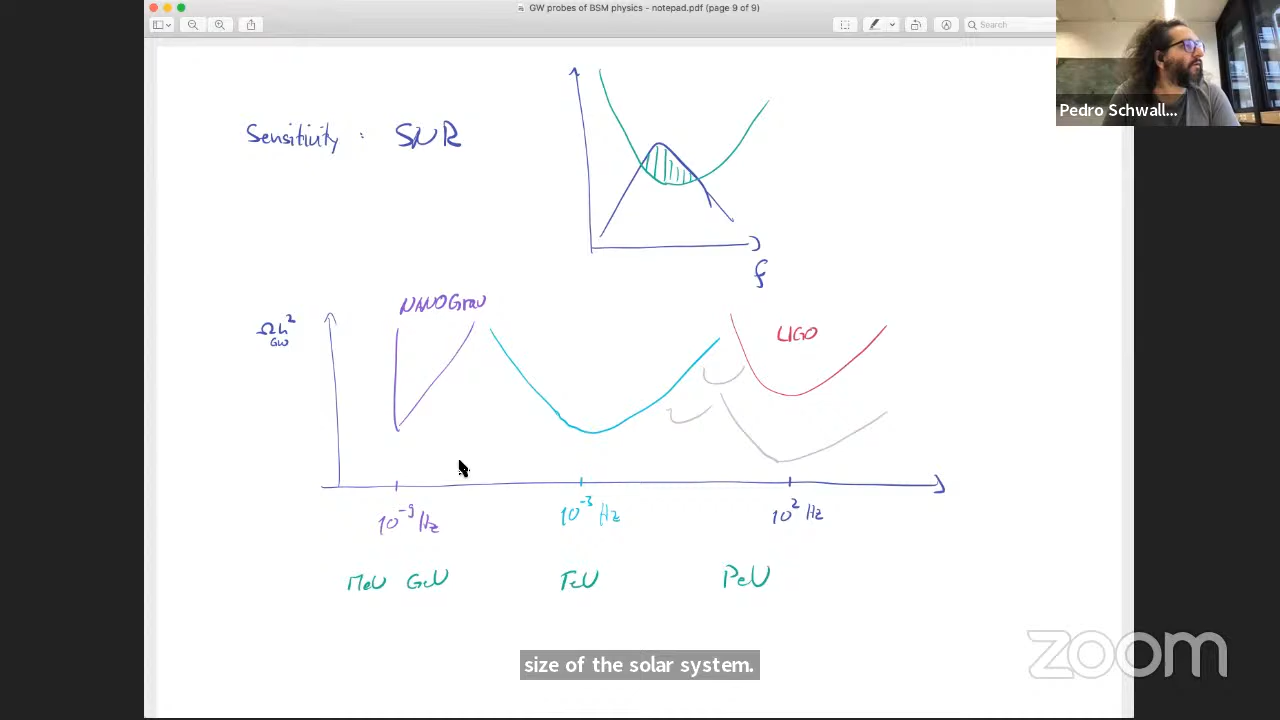 GW probes of BSM physics - notepad.pdf (page 9 of 9)
Search
Pedro Schwall...
Sensitivity : SNR
f
NANOGrav
LIGO
Ωh²
GW
10⁻⁹ Hz
10⁻³ Hz
10² Hz
MeV GeV
TeV
PeV
size of the solar system.
zoom